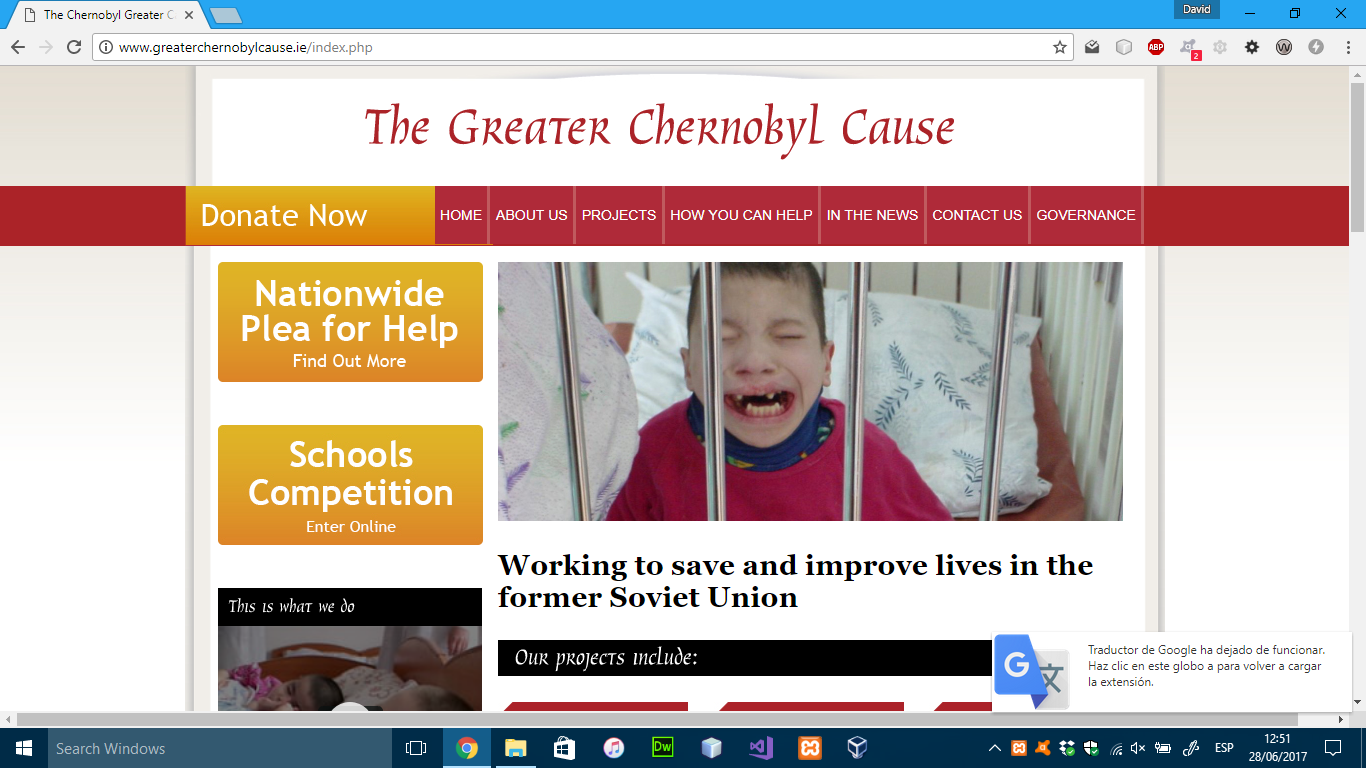 The Chernobyl Greater C
David
www.greaterchernobylcause.ie/index.php
ABP
2
W
The Greater Chernobyl Cause
Donate Now
HOME
ABOUT US
PROJECTS
HOW YOU CAN HELP
IN THE NEWS
CONTACT US
GOVERNANCE
Nationwide
Plea for Help
Find Out More
Schools
Competition
Enter Online
This is what we do
Working to save and improve lives in the
former Soviet Union
Our projects include:
G
Traductor de Google ha dejado de funcionar.
Haz clic en este globo a para volver a cargar
la extensión.
Search Windows
Dw
ESP
12:51
28/06/2017